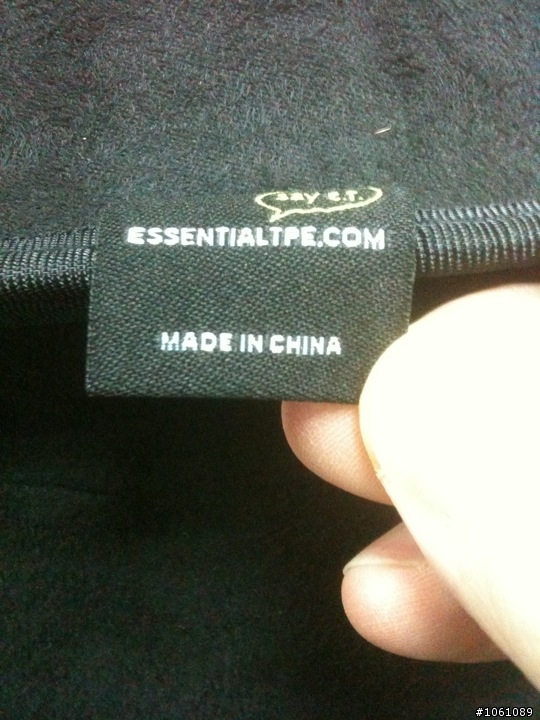 say e.t.
ESSENTIALTPE.COM
MADE IN CHINA
#1061089